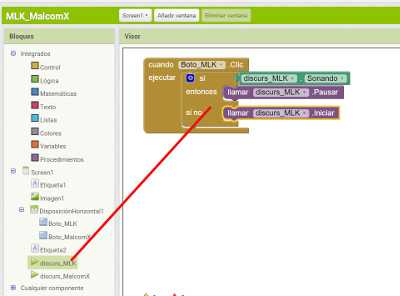 MLK_MalcomX
Screen1 Añadir ventana Eliminar ventana
Bloques
Visor
Integrados
Control
Lógica
Matemáticas
Texto
Listas
Colores
Variables
Procedimientos
Screen1
Etiqueta1
Imagen1
DisposiciónHorizontal1
Boto_MLK
Boto_MalcomX
Etiqueta2
discurs_MLK
discurs_MalcomX
Cualquier componente
cuando Boto_MLK .Clic
ejecutar si discurs_MLK . Sonando
entonces llamar discurs_MLK .Pausar
si no llamar discurs_MLK .Iniciar